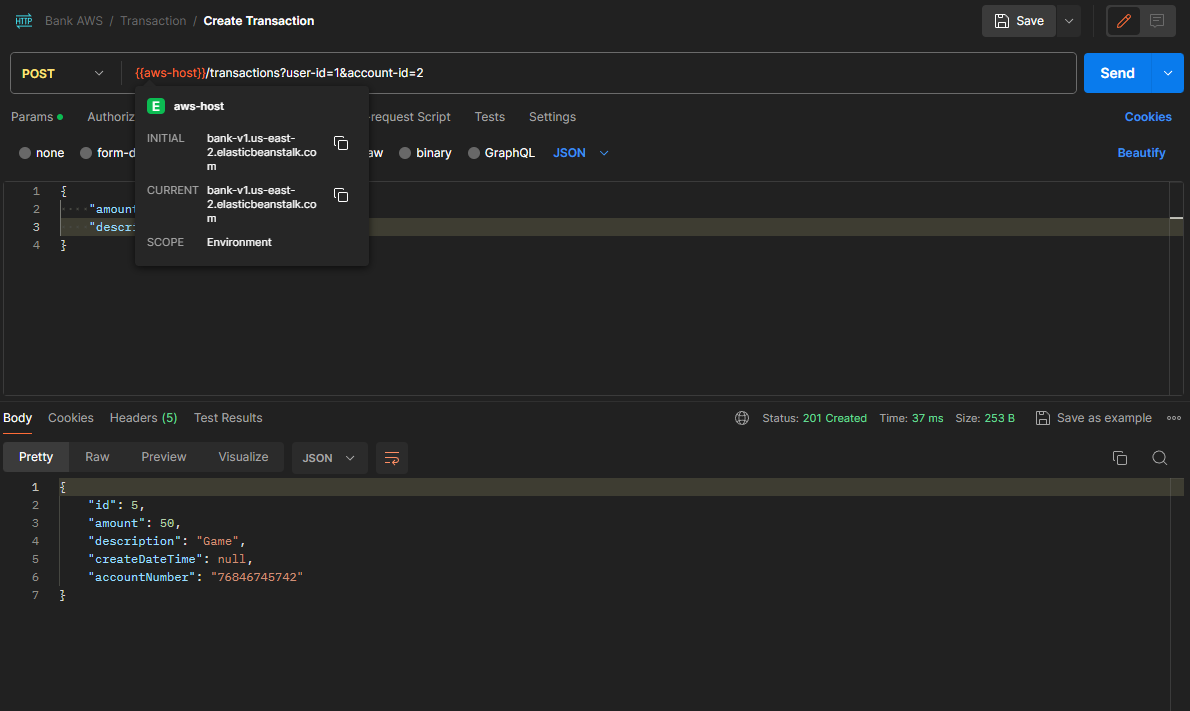 HTTP Bank AWS / Transaction / Create Transaction Save
POST {{aws-host}}/transactions?user-id=1&account-id=2 Send
E aws-host
Params Authoriz -request Script Tests Settings Cookies
INITIAL bank-v1.us-east-
2.elasticbeanstalk.co
m
none form-d aw binary GraphQL JSON Beautify
CURRENT bank-v1.us-east-
2.elasticbeanstalk.co
m
SCOPE Environment
1 {
2 "amount
3 "descri
4 }
Body Cookies Headers (5) Test Results Status: 201 Created Time: 37 ms Size: 253 B Save as example
Pretty Raw Preview Visualize JSON
1 {
2 "id": 5,
3 "amount": 50,
4 "description": "Game",
5 "createDateTime": null,
6 "accountNumber": "76846745742"
7 }